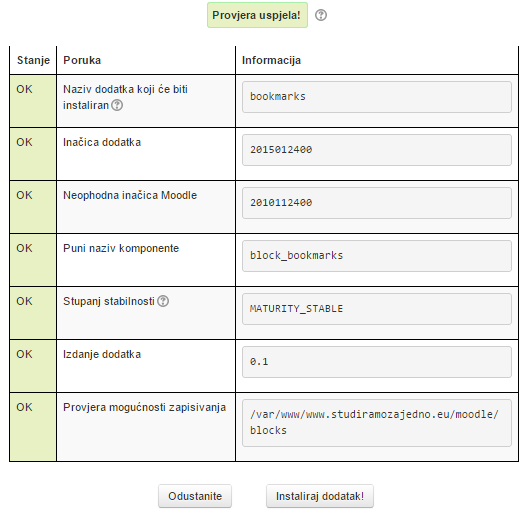 Provjera uspjela!
Stanje Poruka Informacija
OK Naziv dodatka koji će biti
instaliran
bookmarks
OK Inačica dodatka 2015012400
OK Neophodna inačica Moodle 2010112400
OK Puni naziv komponente block_bookmarks
OK Stupanj stabilnosti MATURITY_STABLE
OK Izdanje dodatka 0.1
OK Provjera mogućnosti zapisivanja /var/www/www.studiramozajedno.eu/moodle/
blocks
Odustanite Instaliraj dodatak!